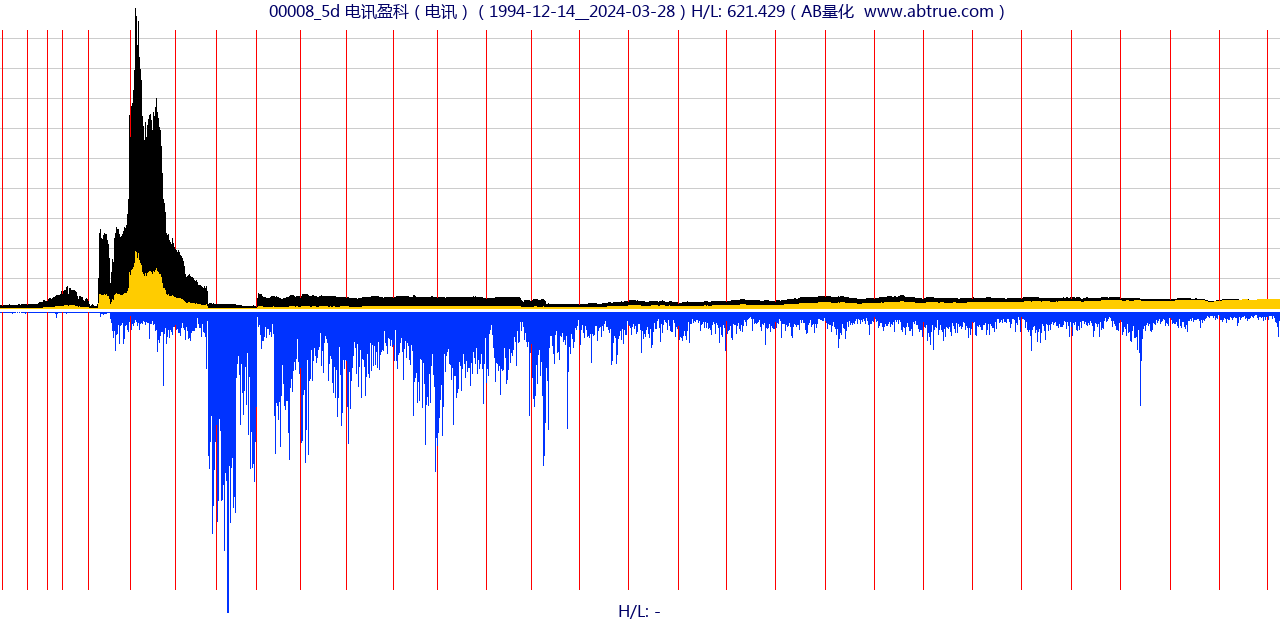 00008_5d 电讯盈科 ( 电讯 ) ( 1994-12-14__2024-03-28 ) H/L: 621.429 ( AB量化 www.abtrue.com )
H/L: -